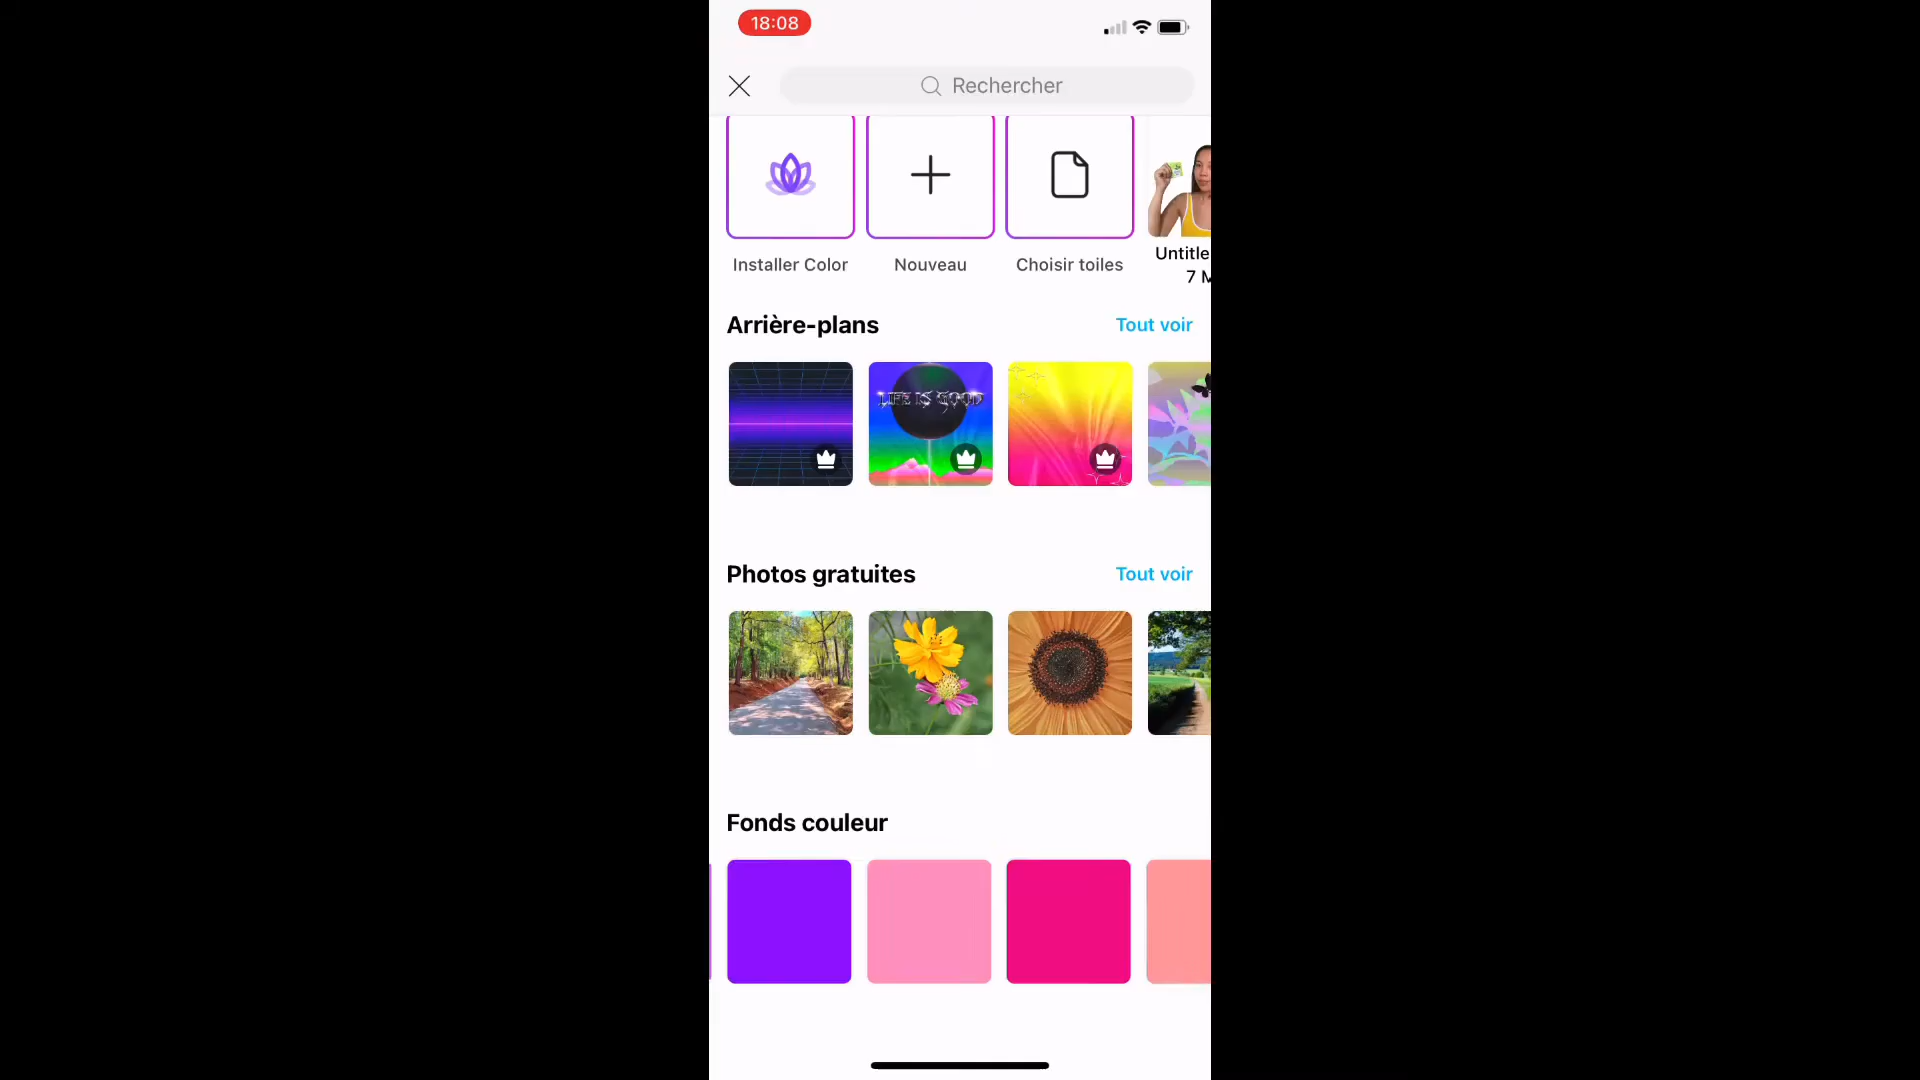 18:08
Rechercher
Installer Color
Nouveau
Choisir toiles
Untitle
7 M
Arrière-plans
Tout voir
LIFE IS GOOD
Photos gratuites
Tout voir
Fonds couleur